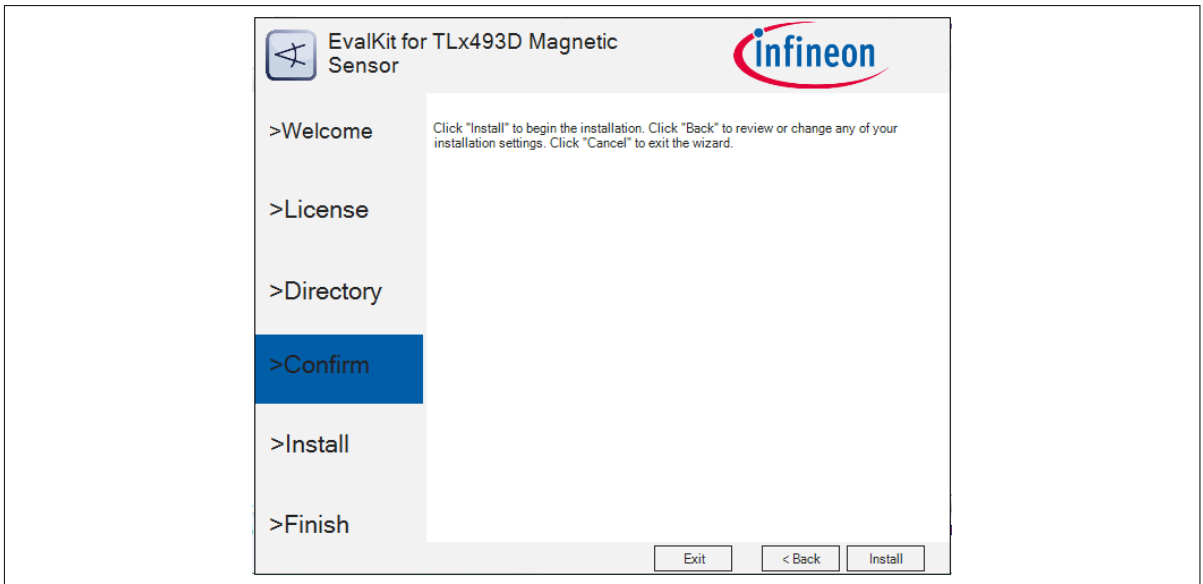 EvalKit for TLx493D Magnetic
Sensor
infineon
>Welcome
Click "Install" to begin the installation. Click "Back" to review or change any of your
installation settings. Click "Cancel" to exit the wizard.
>License
>Directory
>Confirm
>Install
>Finish
Exit
< Back
Install